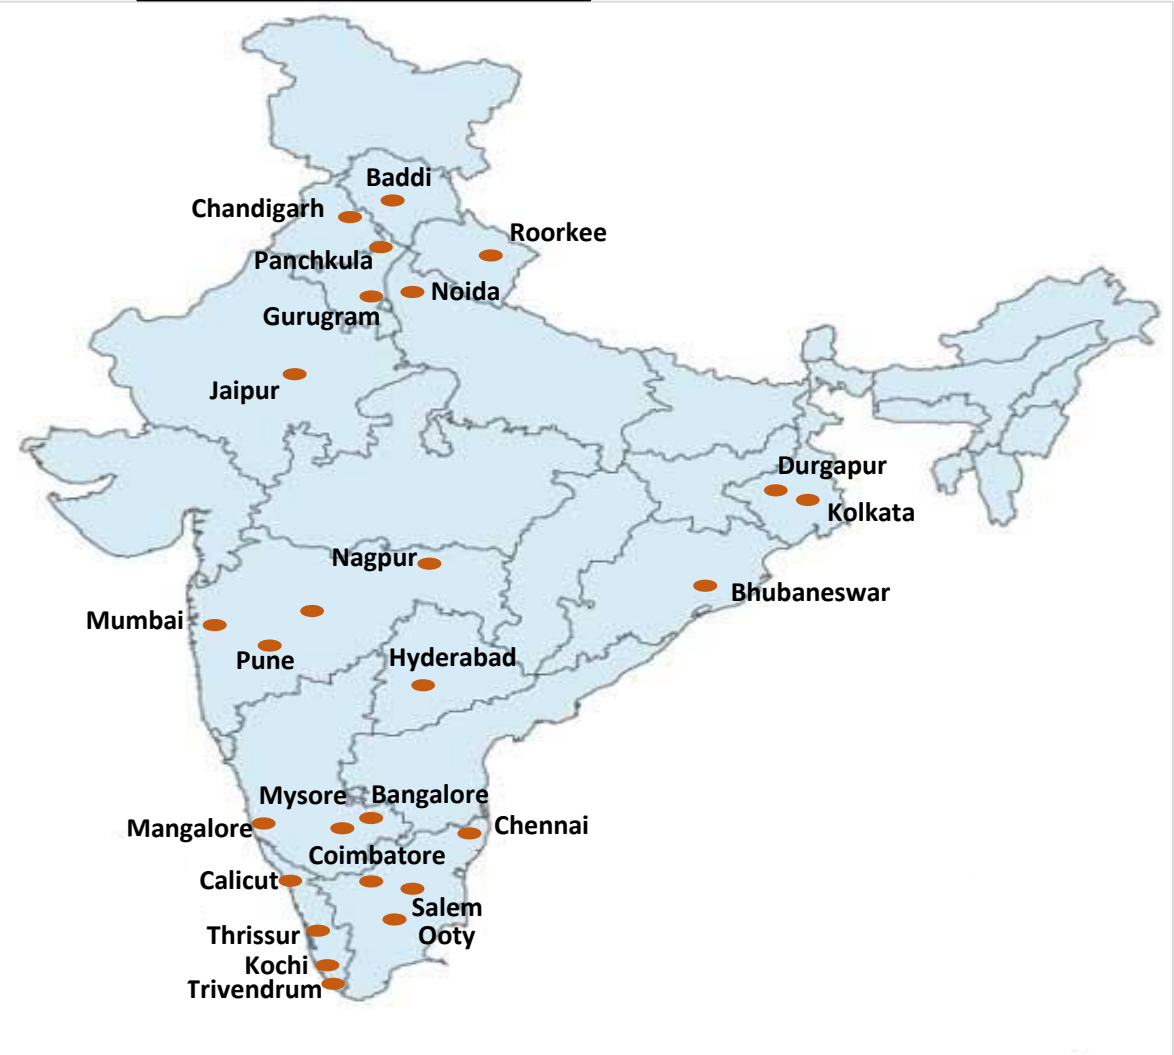 Baddi
Chandigarh
Roorkee
Panchkula
Noida
Gurugram
Jaipur
Durgapur
Kolkata
Nagpur
Bhubaneswar
Mumbai
Pune
Hyderabad
Mysore
Bangalore
Mangalore
Chennai
Coimbatore
Calicut
Salem
Thrissur
Ooty
Kochi
Trivendrum